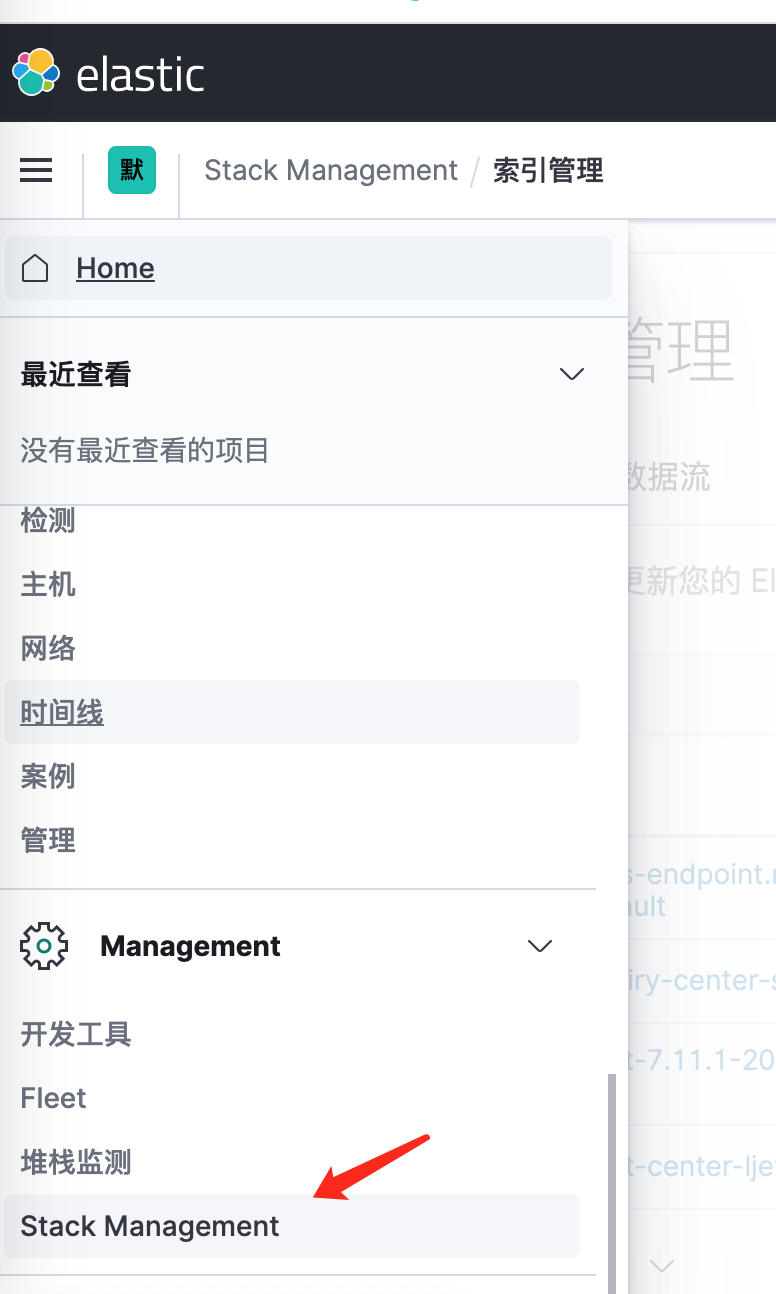 elastic
默 Stack Management / 索引管理
Home
管理
最近查看
没有最近查看的项目
数据流
检测
更新您的 El
主机
网络
时间线
案例
管理
s-endpoint.
ault
Management
iry-center-s
开发工具
t-7.11.1-20
Fleet
堆栈监测
t-center-lje
Stack Management